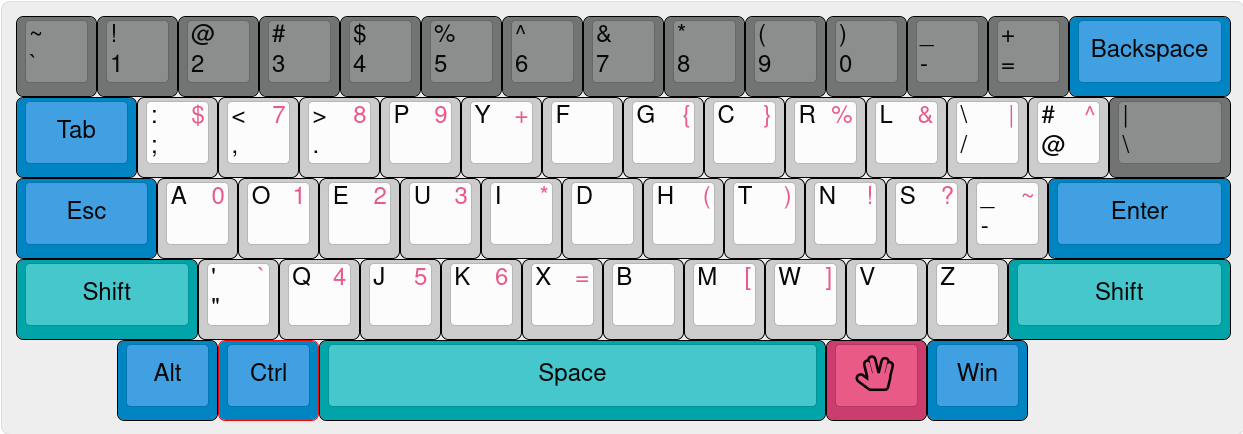 ~ ! @ # $ % ^ & * ( ) _ +
` 1 2 3 4 5 6 7 8 9 0 - = Backspace
Tab : $ < 7 > 8 P 9 Y + F G { C } R % L & \ | # ^ |
; , . / @ \
Esc A 0 O 1 E 2 U 3 I * D H ( T ) N ! S ? _ ~ Enter
-
Shift ' ` Q 4 J 5 K 6 X = B M [ W ] V Z Shift
"
Alt Ctrl Space Win